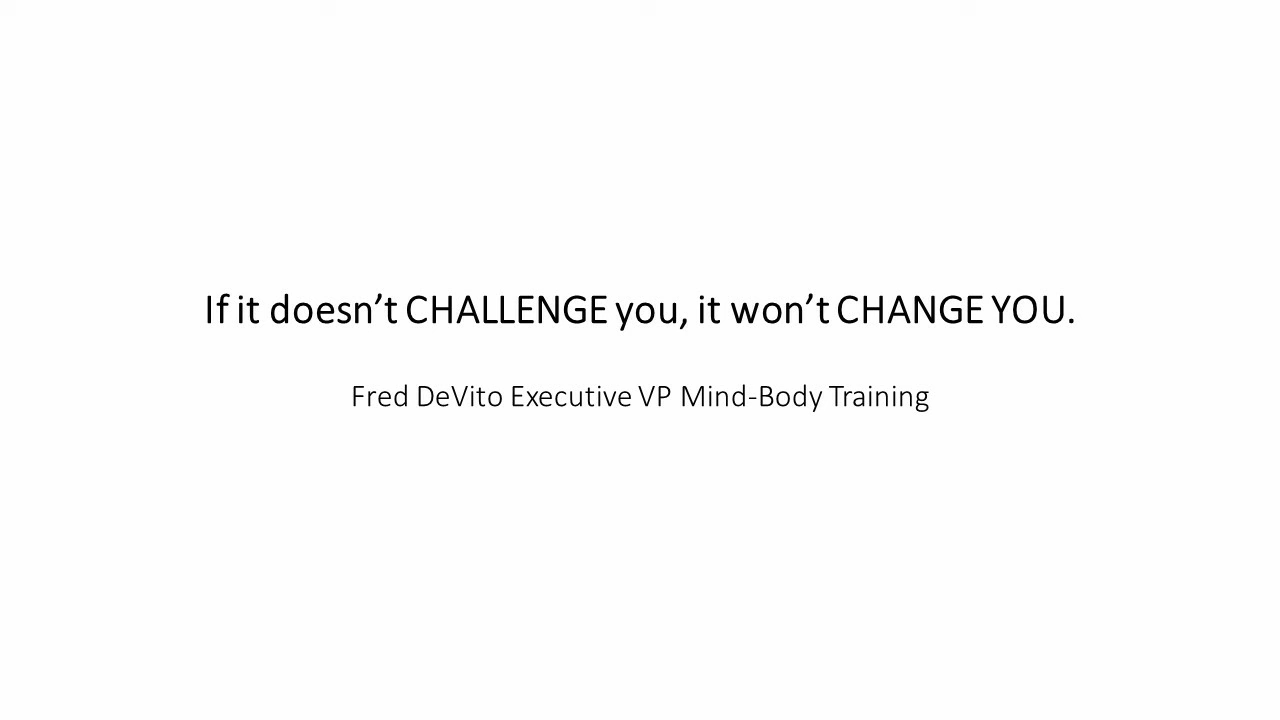 If it doesn’t CHALLENGE you, it won’t CHANGE YOU.
Fred DeVito Executive VP Mind-Body Training